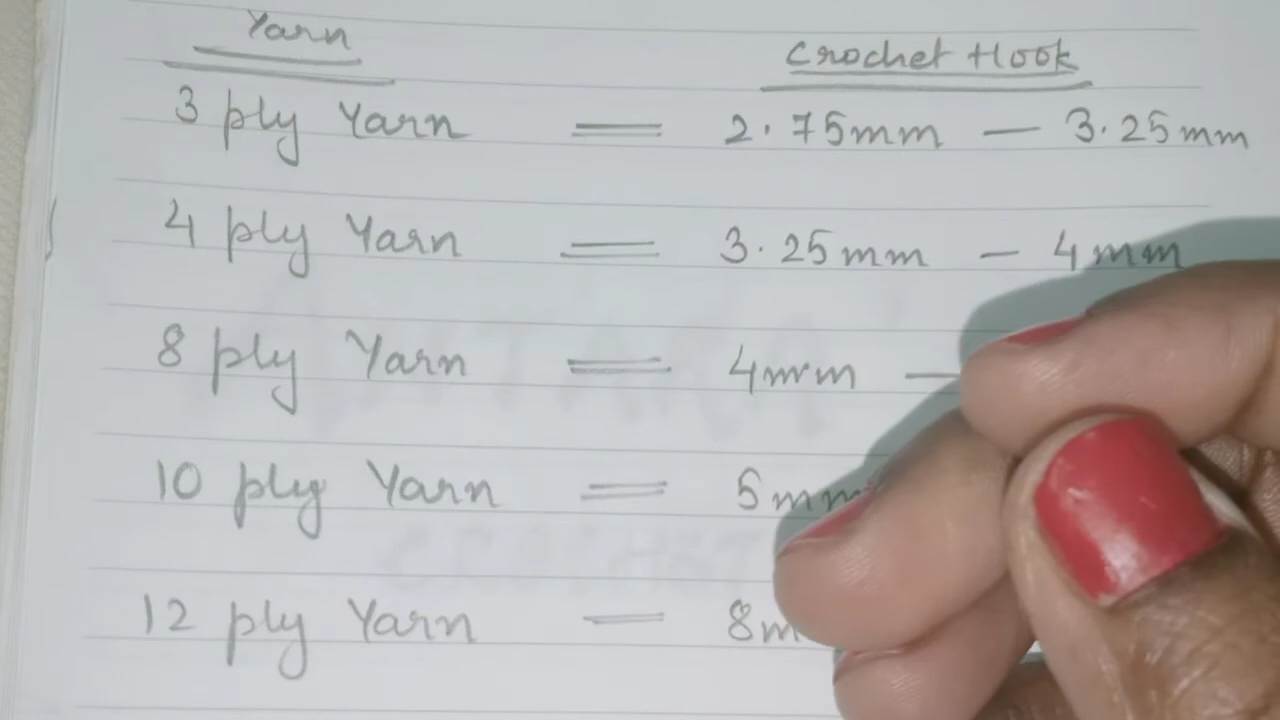 Yarn Crochet Hook
3 ply Yarn = 2.75mm — 3.25mm
4 ply Yarn = 3.25mm — 4mm
8 ply Yarn = 4mm —
10 ply Yarn = 5mm
12 ply Yarn = 8m